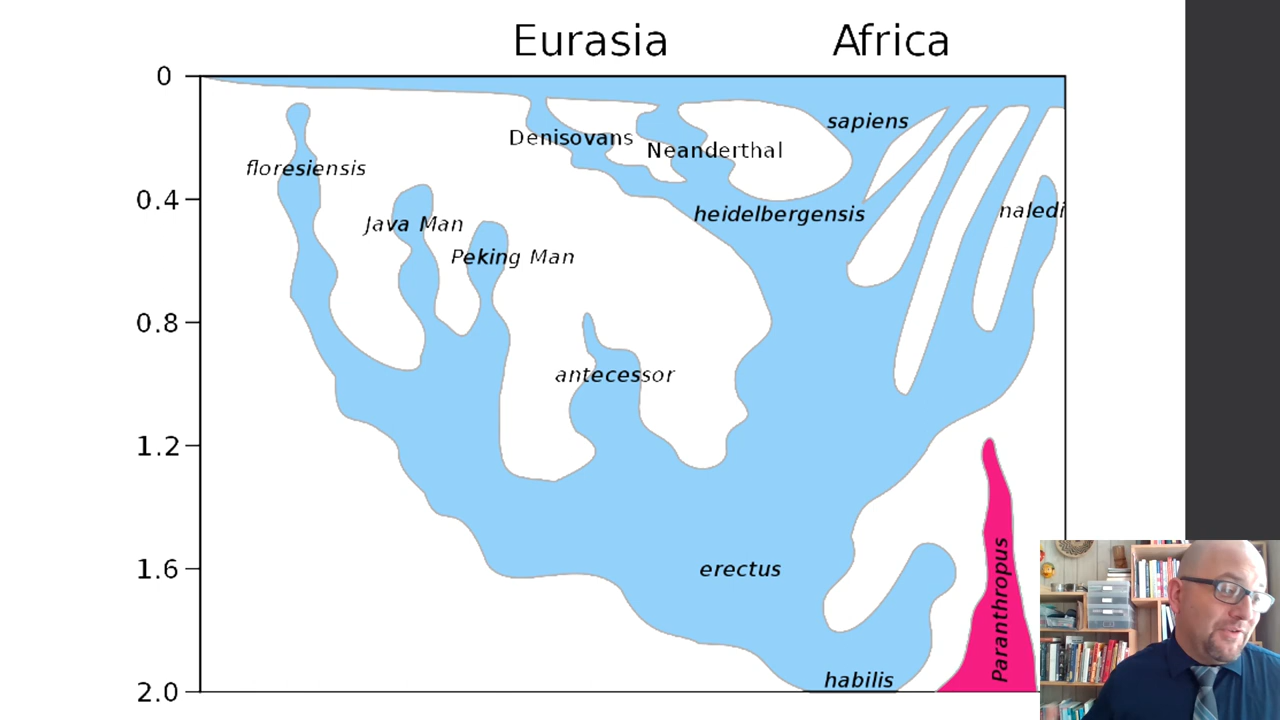 Eurasia Africa
0
sapiens
Denisovans
Neanderthal
floresiensis
0.4
naledi
heidelbergensis
Java Man
Peking Man
0.8
antecessor
1.2
1.6
erectus
Paranthropus
habilis
2.0